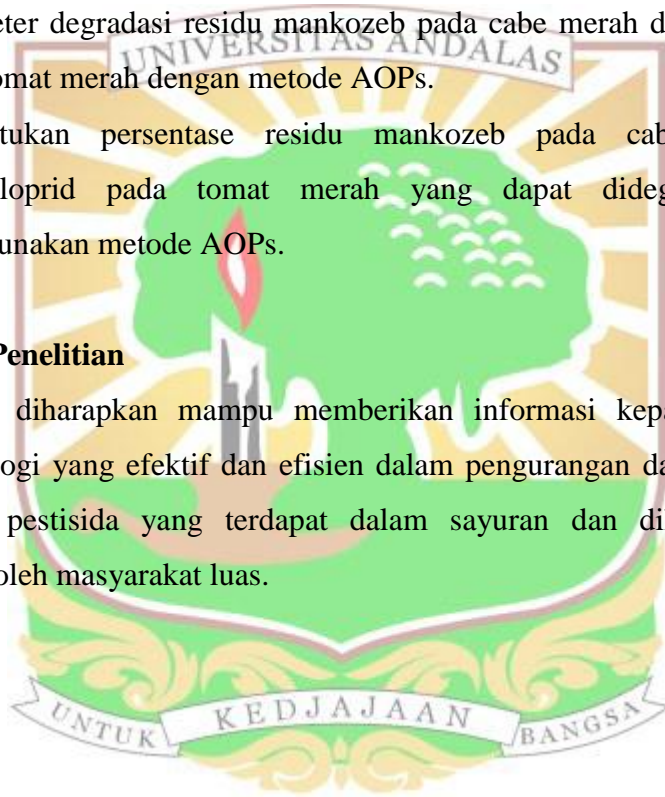 eter degradasi residu mankozeb pada cabe merah d
UNIVERSITAS ANDALAS
omat merah dengan metode AOPs.
tukan persentase residu mankozeb pada cab
loprid pada tomat merah yang dapat dideg
unakan metode AOPs.
Penelitian
diharapkan mampu memberikan informasi kepa
ogi yang efektif dan efisien dalam pengurangan da
pestisida yang terdapat dalam sayuran dan di
oleh masyarakat luas.
UNTUK KEDJAJAAN BANGSA